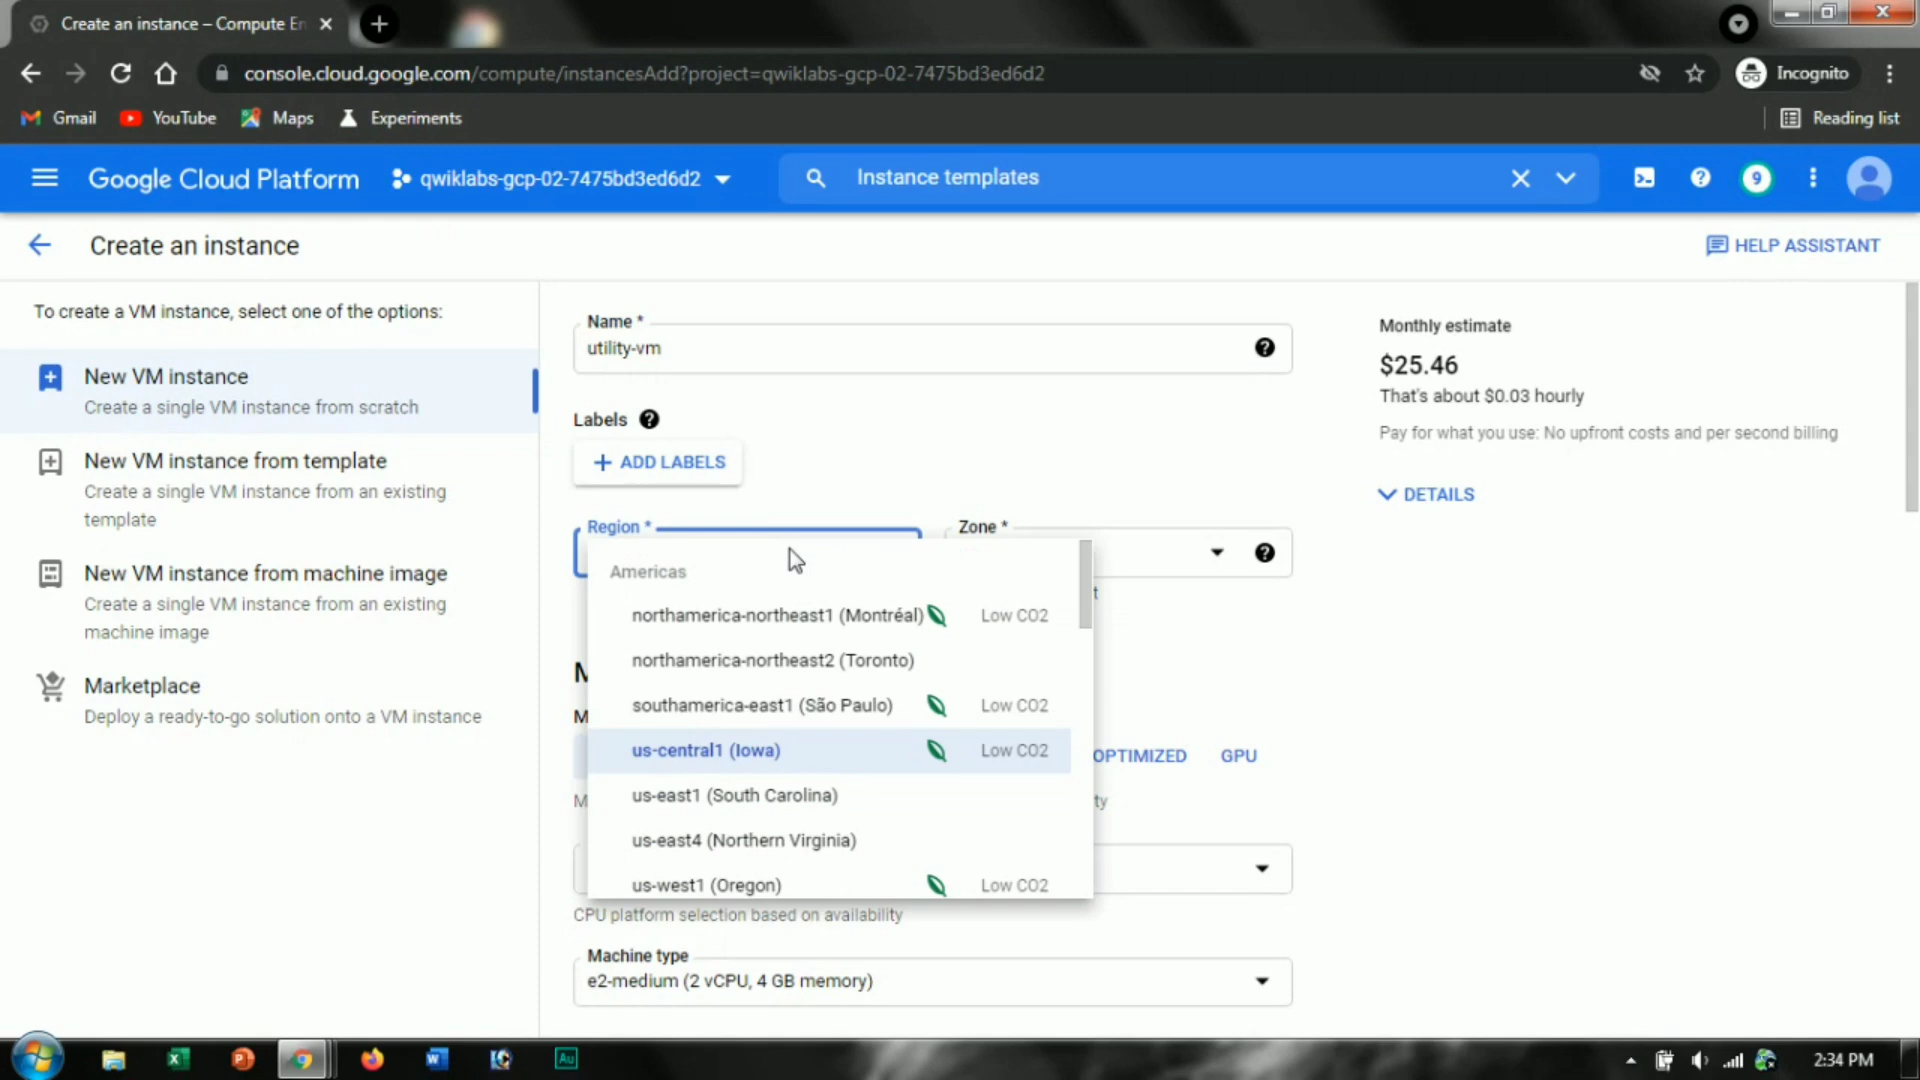 Create an instance – Compute En
console.cloud.google.com/compute/instancesAdd?project=qwiklabs-gcp-02-7475bd3ed6d2
Incognito
Gmail
YouTube
Maps
Experiments
Reading list
Google Cloud Platform
qwiklabs-gcp-02-7475bd3ed6d2
Instance templates
9
Create an instance
HELP ASSISTANT
To create a VM instance, select one of the options:
New VM instance
Create a single VM instance from scratch
New VM instance from template
Create a single VM instance from an existing
template
New VM instance from machine image
Create a single VM instance from an existing
machine image
Marketplace
Deploy a ready-to-go solution onto a VM instance
Name *
utility-vm
Labels
ADD LABELS
Region *
Zone *
Americas
northamerica-northeast1 (Montréal) Low CO2
northamerica-northeast2 (Toronto)
southamerica-east1 (São Paulo) Low CO2
us-central1 (Iowa) Low CO2
us-east1 (South Carolina)
us-east4 (Northern Virginia)
us-west1 (Oregon) Low CO2
OPTIMIZED
GPU
CPU platform selection based on availability
Machine type
e2-medium (2 vCPU, 4 GB memory)
Monthly estimate
$25.46
That's about $0.03 hourly
Pay for what you use: No upfront costs and per second billing
DETAILS
Au
2:34 PM